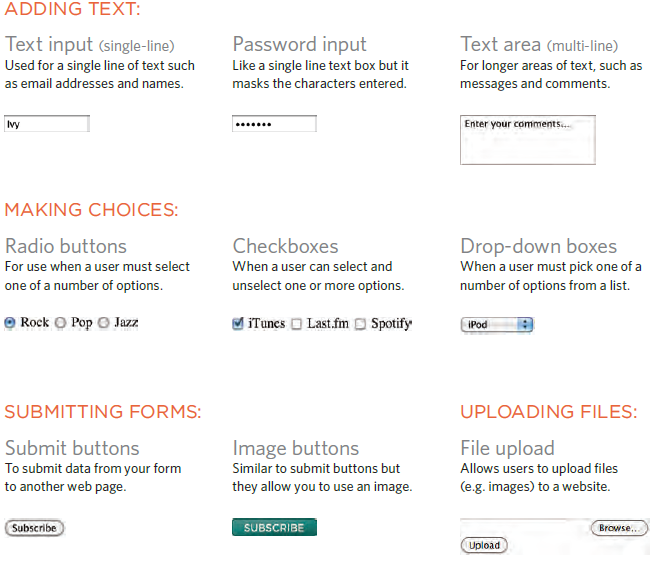 ADDING TEXT:
Text input (single-line)
Used for a single line of text such
as email addresses and names.
Ivy
Password input
Like a single line text box but it
masks the characters entered.
•••••••
Text area (multi-line)
For longer areas of text, such as
messages and comments.
Enter your comments...
MAKING CHOICES:
Radio buttons
For use when a user must select
one of a number of options.
Rock Pop Jazz
Checkboxes
When a user can select and
unselect one or more options.
iTunes Last.fm Spotify
Drop-down boxes
When a user must pick one of a
number of options from a list.
iPod
SUBMITTING FORMS:
Submit buttons
To submit data from your form
to another web page.
Subscribe
Image buttons
Similar to submit buttons but
they allow you to use an image.
SUBSCRIBE
UPLOADING FILES:
File upload
Allows users to upload files
(e.g. images) to a website.
Browse...
Upload